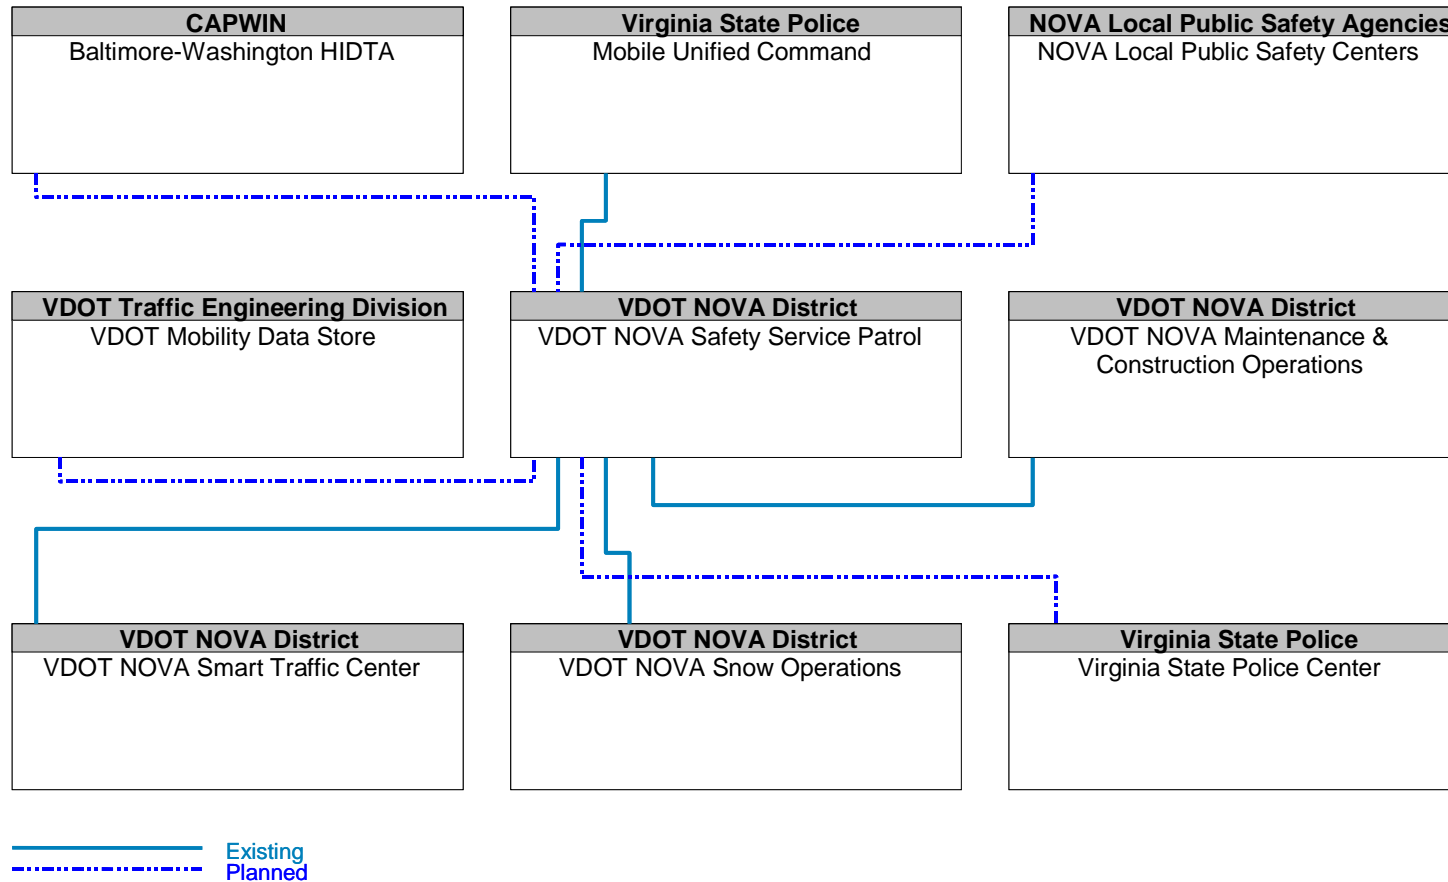 CAPWIN
Baltimore-Washington HIDTA
Virginia State Police
Mobile Unified Command
NOVA Local Public Safety Agencies
NOVA Local Public Safety Centers
VDOT Traffic Engineering Division
VDOT Mobility Data Store
VDOT NOVA District
VDOT NOVA Safety Service Patrol
VDOT NOVA District
VDOT NOVA Maintenance &
Construction Operations
VDOT NOVA District
VDOT NOVA Smart Traffic Center
VDOT NOVA District
VDOT NOVA Snow Operations
Virginia State Police
Virginia State Police Center
Existing
Planned